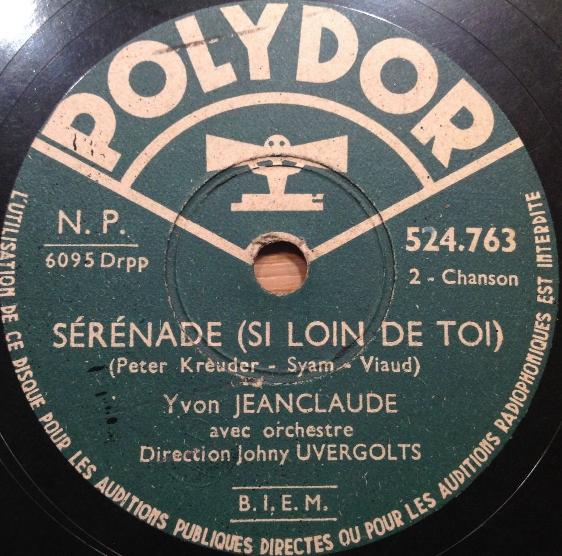 POLYDOR
N. P.
6095 Drpp
524.763
2 - Chanson
SÉRÉNADE (SI LOIN DE TOI)
(Peter Krèuder - Syam - Viaud)
Yvon JEANCLAUDE
avec orchestre
Direction Johny UVERGOLTS
B. I. E. M.
L'UTILISATION DE CE DISQUE POUR LES AUDITIONS PUBLIQUES DIRECTES OU POUR LES AUDITIONS RADIOPHONIQUES EST INTERDITE